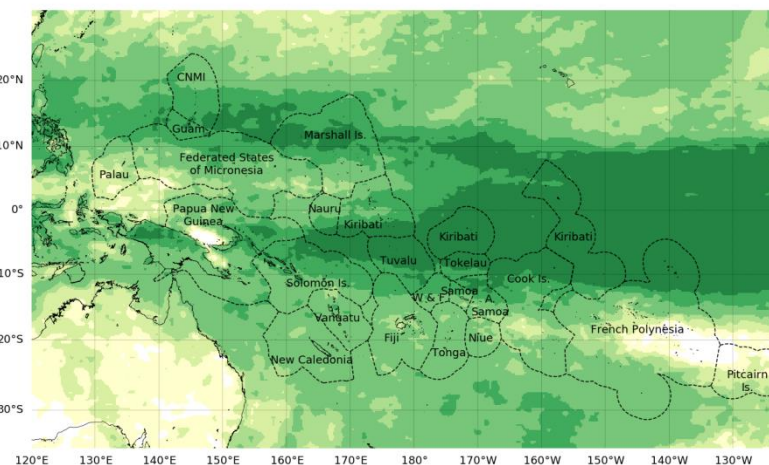 20°N
CNMI
Guam
Marshall Is.
10°N
Federated States
of Micronesia
Palau
0°
Papua New
Guinea
Nauru
Kiribati
Kiribati
Kiribati
Tuvalu
Tokelau
10°S
Solomon Is.
Cook Is.
Samoa
W & F
A.
Samoa
Vanuatu
French Polynesia
20°S
Fiji
Niue
Tonga
New Caledonia
Pitcairn
Is.
30°S
120°E 130°E 140°E 150°E 160°E 170°E 180° 170°W 160°W 150°W 140°W 130°W